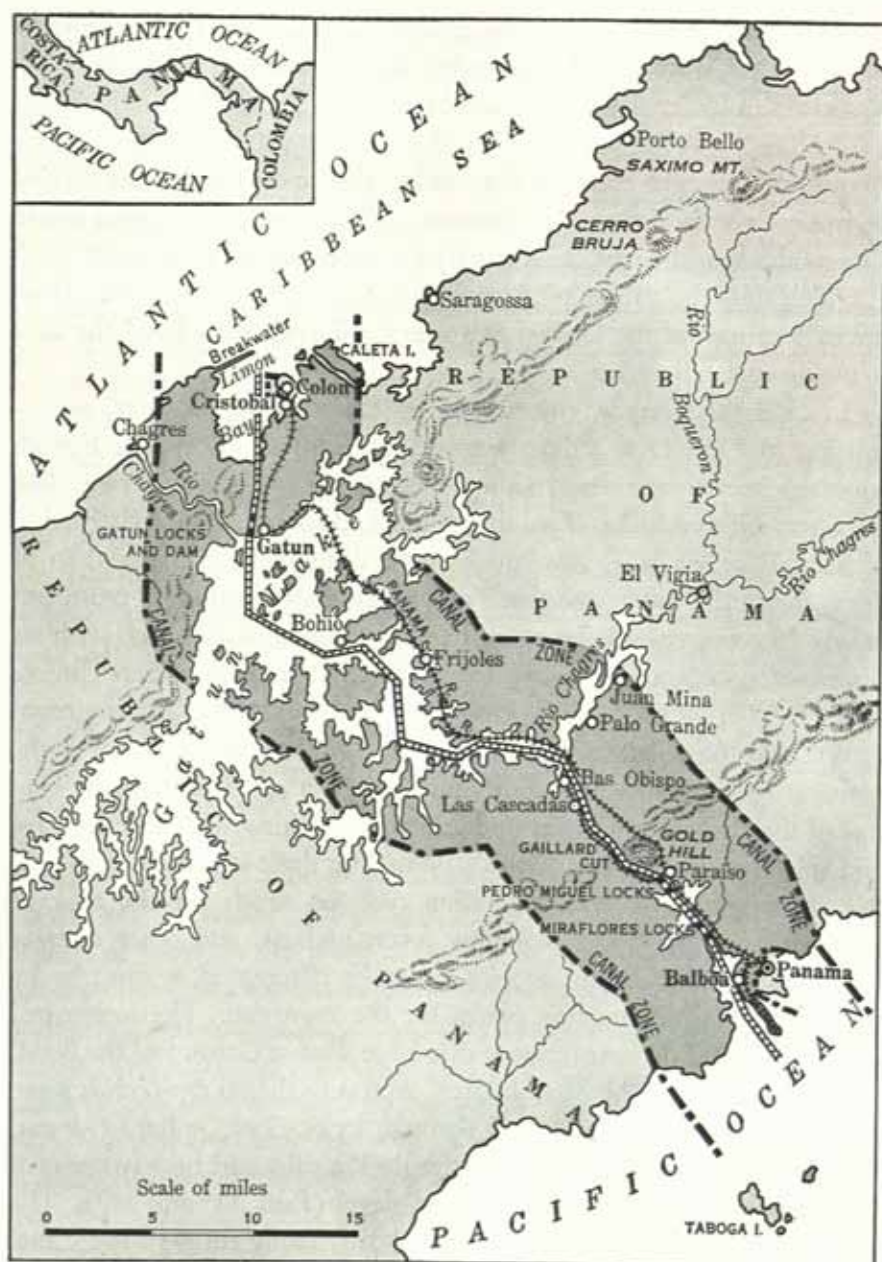 ATLANTIC OCEAN
COSTA
RICA
PANAMA
COLOMBIA
PACIFIC OCEAN
ATLANTIC OCEAN
CARIBBEAN SEA
Porto Bello
SAXIMO MT.
CERRO
BRUJA
Saragossa
Breakwater
Limon
Bay
CALETA I.
REPUBLIC
Colon
Cristobal
Chagres
Rio
Chagres
Rio
Boqueron
OF
GATUN LOCKS
AND DAM
Gatun
Gatun
Lake
El Vigia
Rio Chagres
PANAMA
CANAL
ZONE
CANAL
ZONE
Bohio
PANAMA R.R.
Frijoles
Rio Chagres
Juan Mina
Palo Grande
REPUBLIC
OF
PANAMA
Bas Obispo
Las Cascadas
GOLD
HILL
GAILLARD
CUT
Paraiso
CANAL
ZONE
PEDRO MIGUEL LOCKS
MIRAFLORES LOCKS
CANAL
ZONE
Balboa
Panama
PACIFIC OCEAN
Scale of miles
0 5 10 15
TABOGA I.